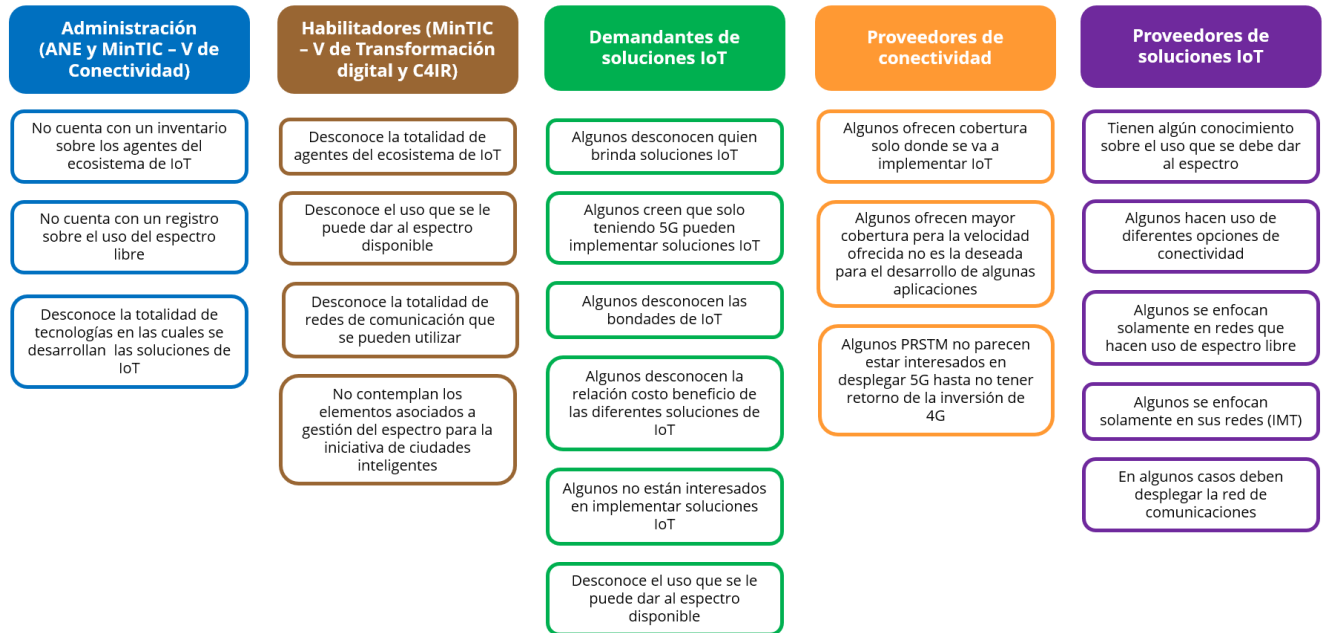 Administración
(ANE y MinTIC – V de
Conectividad)
No cuenta con un inventario
sobre los agentes del
ecosistema de IoT
No cuenta con un registro
sobre el uso del espectro
libre
Desconoce la totalidad de
tecnologías en las cuales se
desarrollan  las soluciones de
IoT
Habilitadores (MinTIC
– V de Transformación
digital y C4IR)
Desconoce la totalidad de
agentes del ecosistema de IoT
Desconoce el uso que se le
puede dar al espectro
disponible
Desconoce la totalidad de
redes de comunicación que
se pueden utilizar
No contemplan los
elementos asociados a
gestión del espectro para la
iniciativa de ciudades
inteligentes
Demandantes de
soluciones IoT
Algunos desconocen quien
brinda soluciones IoT
Algunos creen que solo
teniendo 5G pueden
implementar soluciones IoT
Algunos desconocen las
bondades de IoT
Algunos desconocen la
relación costo beneficio de
las diferentes soluciones de
IoT
Algunos no están interesados
en implementar soluciones
IoT
Desconoce el uso que se le
puede dar al espectro
disponible
Proveedores de
conectividad
Algunos ofrecen cobertura
solo donde se va a
implementar IoT
Algunos ofrecen mayor
cobertura pera la velocidad
ofrecida no es la deseada
para el desarrollo de algunas
aplicaciones
Algunos PRSTM no parecen
estar interesados en
desplegar 5G hasta no tener
retorno de la inversión de
4G
Proveedores de
soluciones IoT
Tienen algún conocimiento
sobre el uso que se debe dar
al espectro
Algunos hacen uso de
diferentes opciones de
conectividad
Algunos se enfocan
solamente en redes que
hacen uso de espectro libre
Algunos se enfocan
solamente en sus redes (IMT)
En algunos casos deben
desplegar la red de
comunicaciones